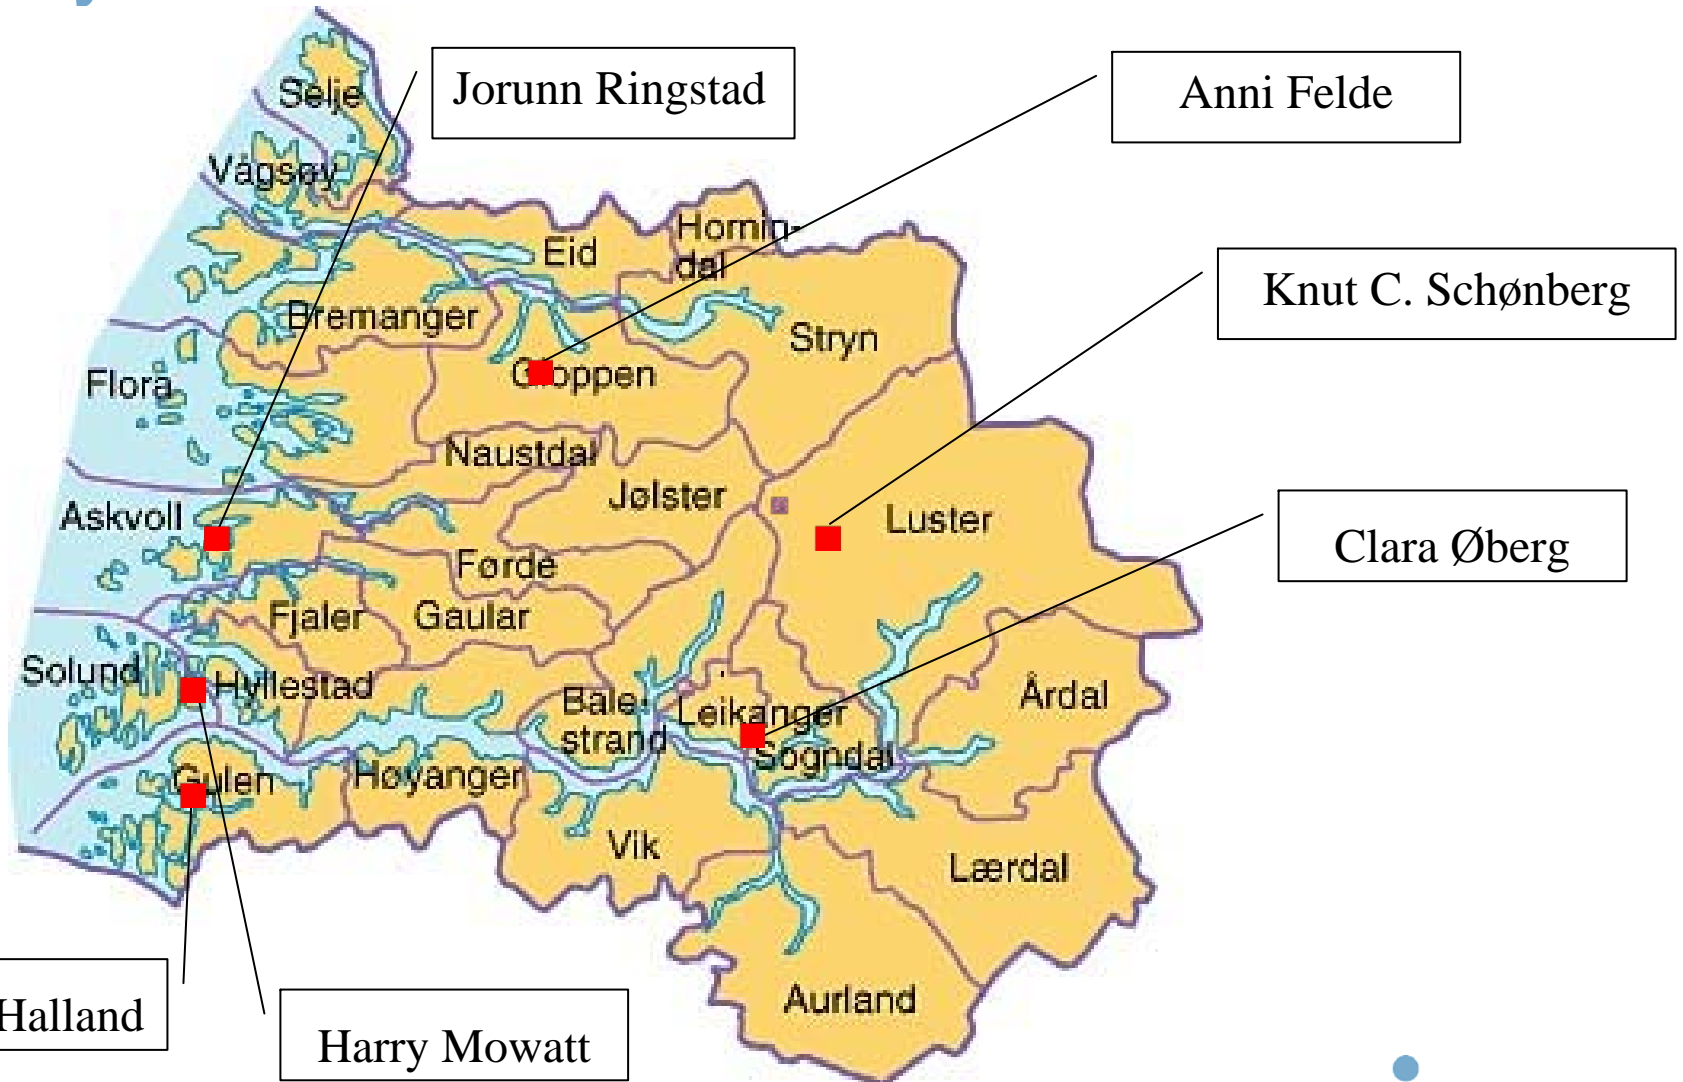 Jorunn Ringstad
Anni Felde
Selje
Vågsøy
Hornin-
dal
Eid
Knut C. Schønberg
Bremanger
Stryn
Flora
Gloppen
Naustdal
Jølster
Askvoll
Luster
Clara Øberg
Førde
Fjaler
Gaular
Solund
Hyllestad
Årdal
Bale-
strand
Leikanger
Sogndal
Gulen
Høyanger
Vik
Lærdal
Aurland
Halland
Harry Mowatt